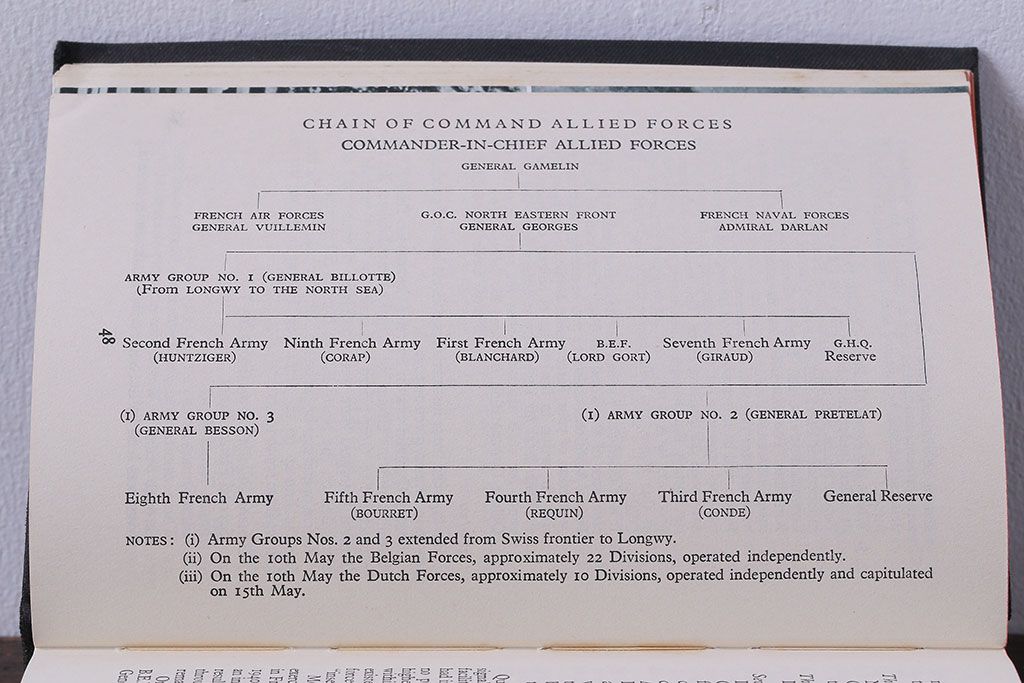 CHAIN OF COMMAND ALLIED FORCES
COMMANDER-IN-CHIEF ALLIED FORCES
GENERAL GAMELIN
FRENCH AIR FORCES
GENERAL VUILLEMIN
G.O.C. NORTH EASTERN FRONT
GENERAL GEORGES
FRENCH NAVAL FORCES
ADMIRAL DARLAN
ARMY GROUP NO. 1 (GENERAL BILLOTTE)
(From LONGWY TO THE NORTH SEA)
48
Second French Army
(HUNTZIGER)
Ninth French Army
(CORAP)
First French Army
(BLANCHARD)
B.E.F.
(LORD GORT)
Seventh French Army
(GIRAUD)
G.H.Q.
Reserve
(1) ARMY GROUP NO. 3
(GENERAL BESSON)
(1) ARMY GROUP NO. 2 (GENERAL PRETELAT)
Eighth French Army
Fifth French Army
(BOURRET)
Fourth French Army
(REQUIN)
Third French Army
(CONDE)
General Reserve
NOTES: (i) Army Groups Nos. 2 and 3 extended from Swiss frontier to Longwy.
(ii) On the 10th May the Belgian Forces, approximately 22 Divisions, operated independently.
(iii) On the 10th May the Dutch Forces, approximately 10 Divisions, operated independently and capitulated
on 15th May.